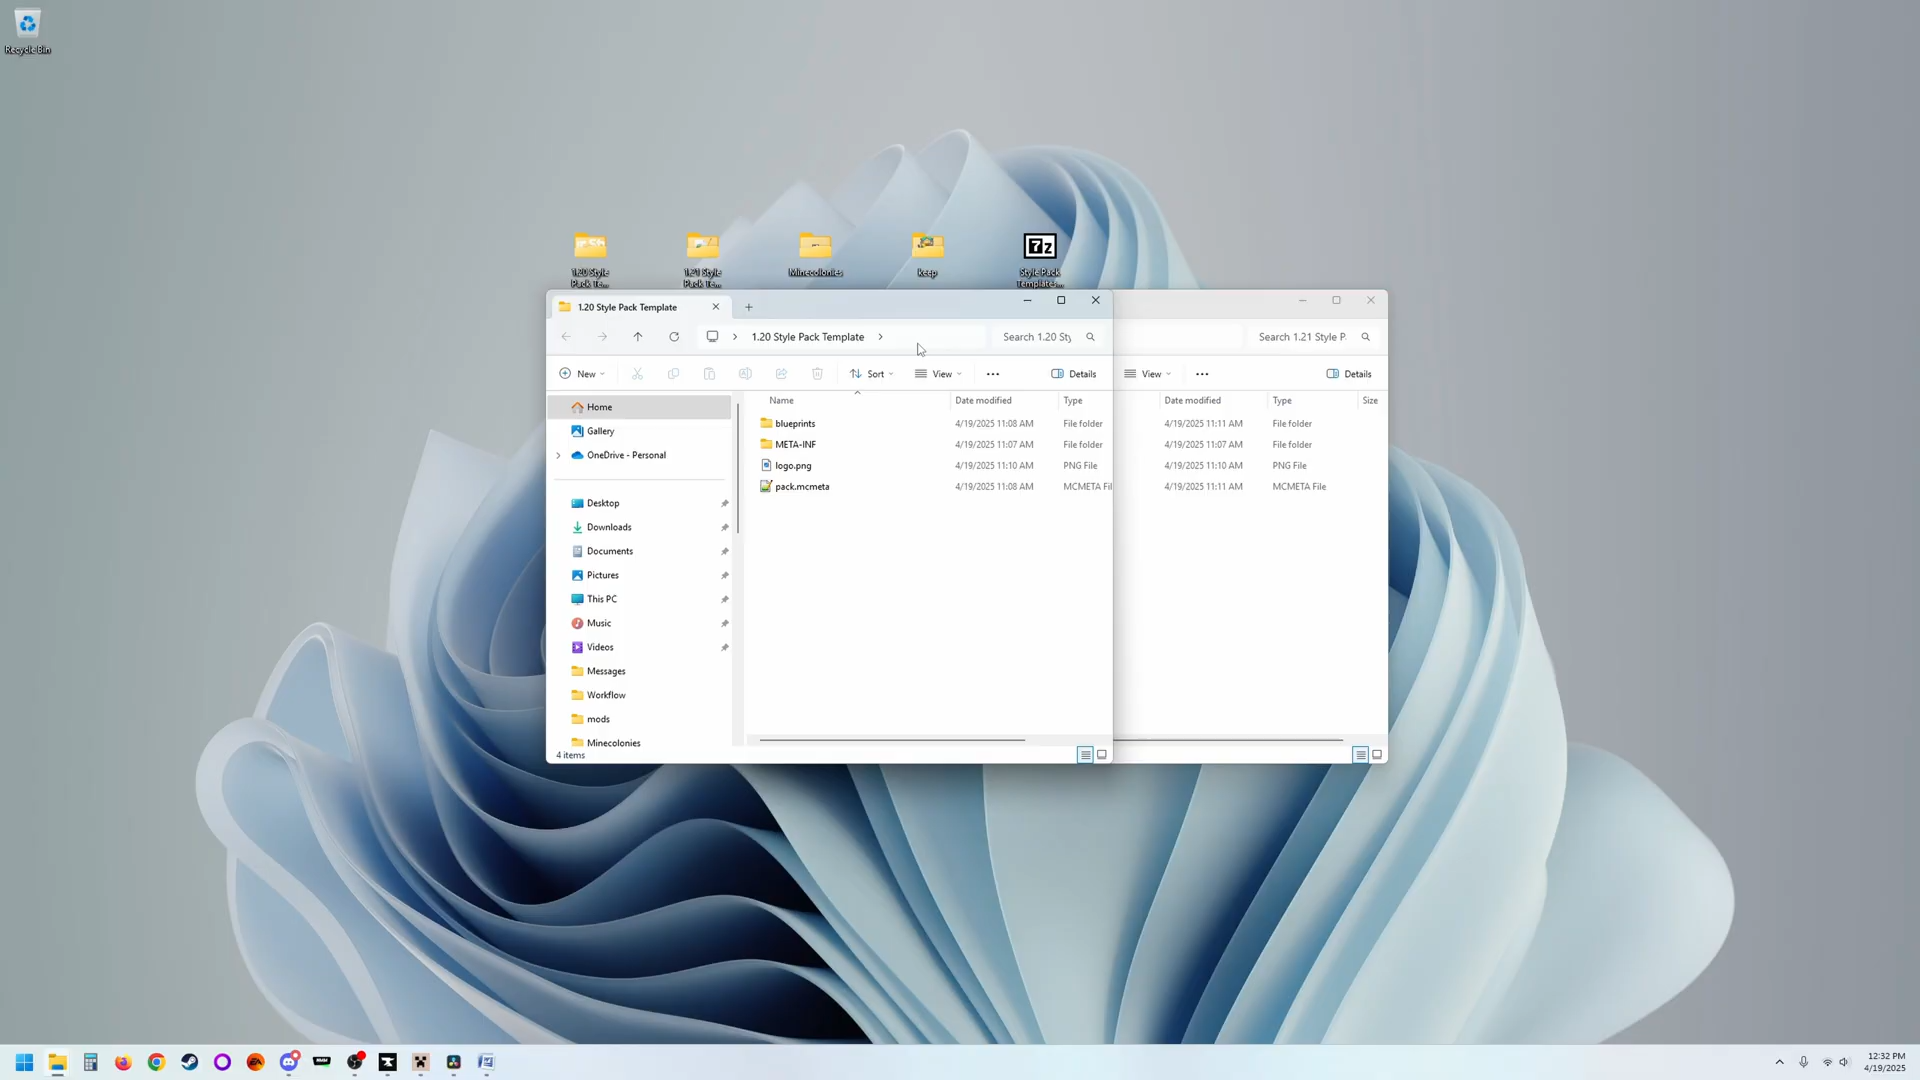 Recycle Bin
1.20 Style
Pack Te...
1.21 Style
Pack Te...
Minecolonies
keep
7z
Style Pack
Templates...
1.20 Style Pack Template
1.20 Style Pack Template
Search 1.20 Sty
Search 1.21 Style P.
New
Sort
View
Details
View
Details
Name
Date modified
Type
Date modified
Type
Size
blueprints
4/19/2025 11:08 AM
File folder
4/19/2025 11:11 AM
File folder
META-INF
4/19/2025 11:07 AM
File folder
4/19/2025 11:07 AM
File folder
logo.png
4/19/2025 11:10 AM
PNG File
4/19/2025 11:10 AM
PNG File
pack.mcmeta
4/19/2025 11:08 AM
MCMETA Fil
4/19/2025 11:11 AM
MCMETA File
Home
Gallery
OneDrive - Personal
Desktop
Downloads
Documents
Pictures
This PC
Music
Videos
Messages
Workflow
mods
Minecolonies
4 items
12:32 PM
4/19/2025